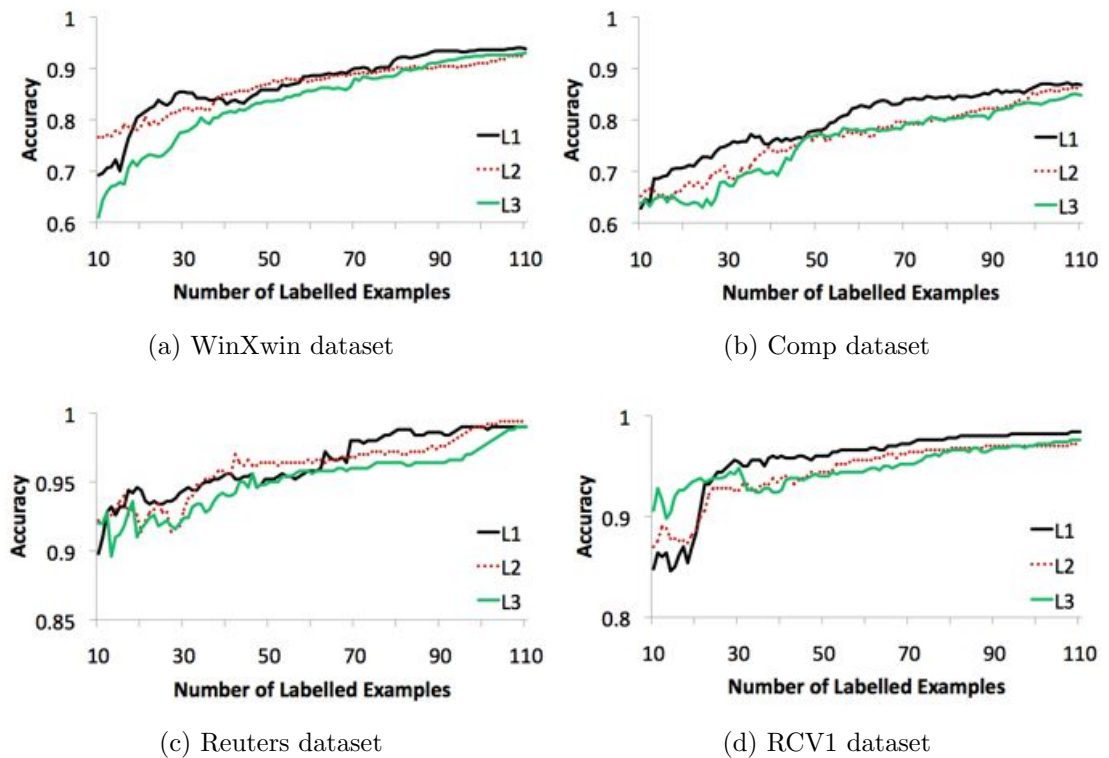 1
0.9
0.8
0.7
0.6
Accuracy
L1
L2
L3
10 30 50 70 90 110
Number of Labelled Examples
(a) WinXwin dataset
1
0.9
0.8
0.7
0.6
Accuracy
L1
L2
L3
10 30 50 70 90 110
Number of Labelled Examples
(b) Comp dataset
1
0.95
0.9
0.85
Accuracy
L1
L2
L3
10 30 50 70 90 110
Number of Labelled Examples
(c) Reuters dataset
1
0.9
0.8
Accuracy
L1
L2
L3
10 30 50 70 90 110
Number of Labelled Examples
(d) RCV1 dataset